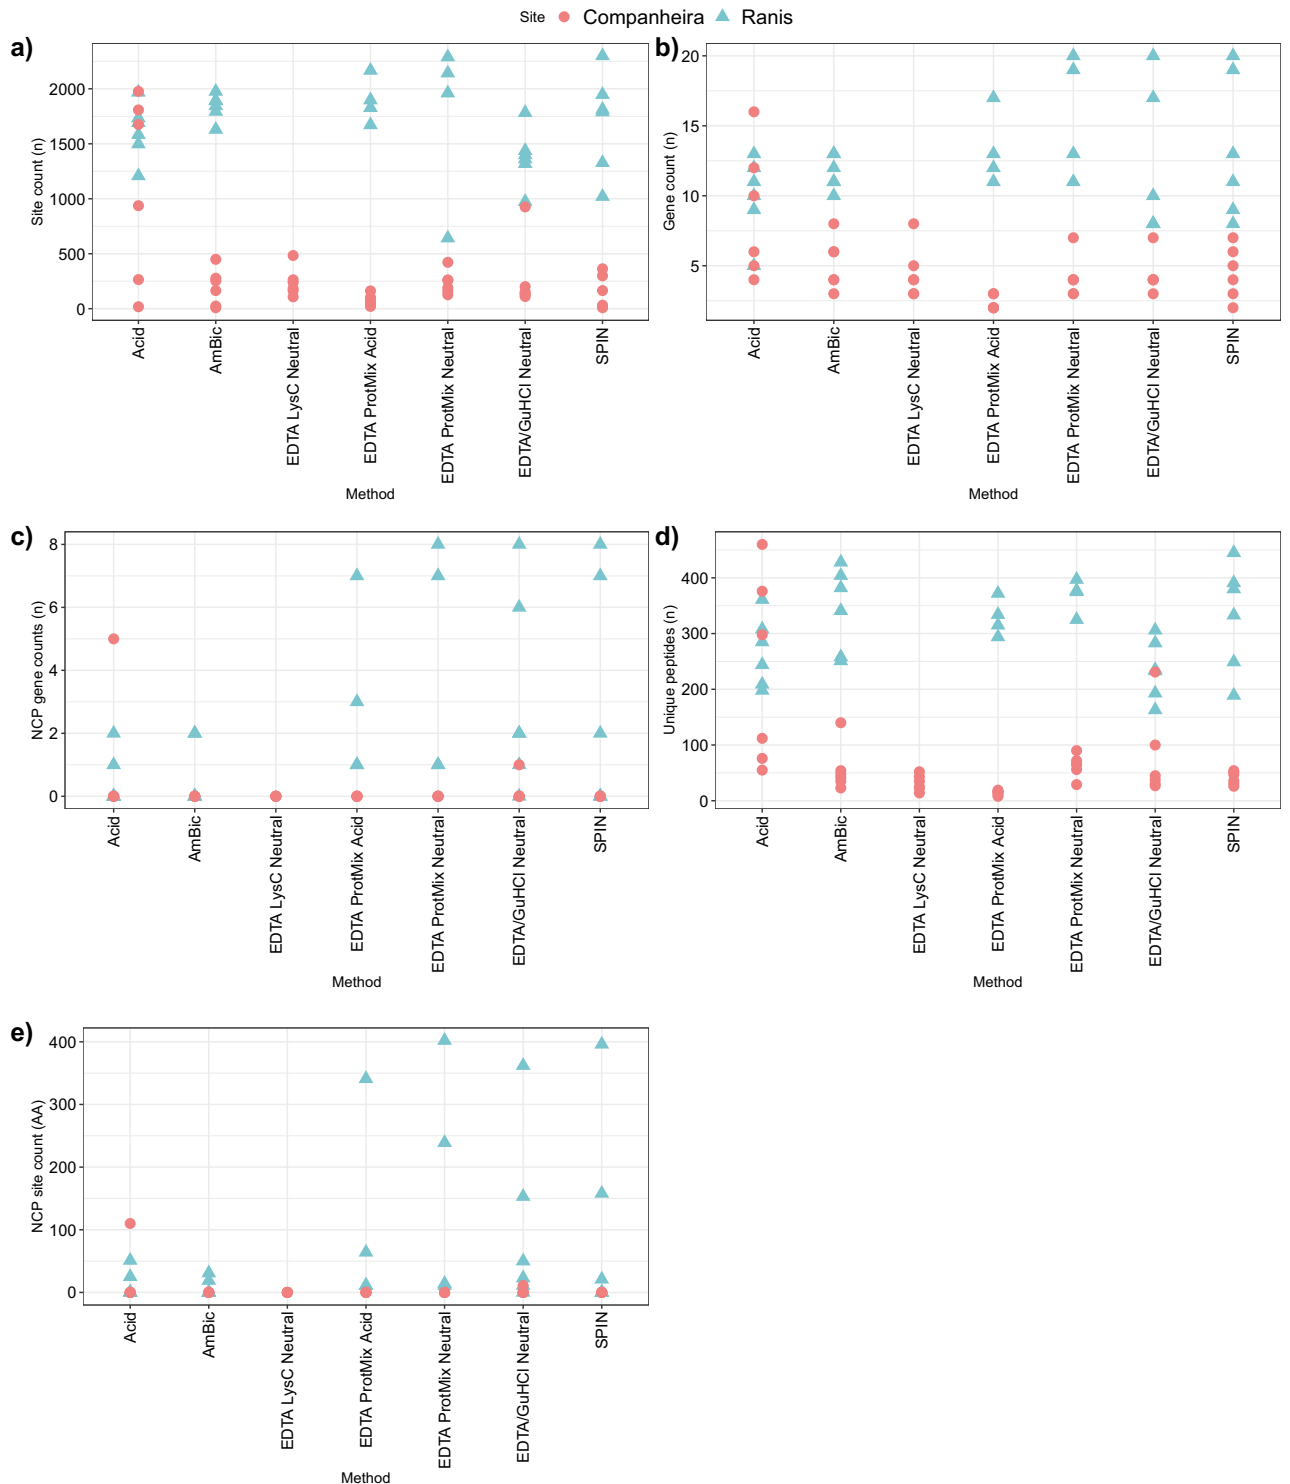 Site Companheira Ranis
a)
Site count (n)
2000
1500
1000
500
0
Acid
AmBic
EDTA LysC Neutral
EDTA ProtMix Acid
EDTA ProtMix Neutral
EDTA/GuHCl Neutral
SPIN
Method
b)
Gene count (n)
20
15
10
5
Acid
AmBic
EDTA LysC Neutral
EDTA ProtMix Acid
EDTA ProtMix Neutral
EDTA/GuHCl Neutral
SPIN
Method
c)
NCP gene counts (n)
8
6
4
2
0
Acid
AmBic
EDTA LysC Neutral
EDTA ProtMix Acid
EDTA ProtMix Neutral
EDTA/GuHCl Neutral
SPIN
Method
d)
Unique peptides (n)
400
300
200
100
0
Acid
AmBic
EDTA LysC Neutral
EDTA ProtMix Acid
EDTA ProtMix Neutral
EDTA/GuHCl Neutral
SPIN
Method
e)
NCP site count (AA)
400
300
200
100
0
Acid
AmBic
EDTA LysC Neutral
EDTA ProtMix Acid
EDTA ProtMix Neutral
EDTA/GuHCl Neutral
SPIN
Method